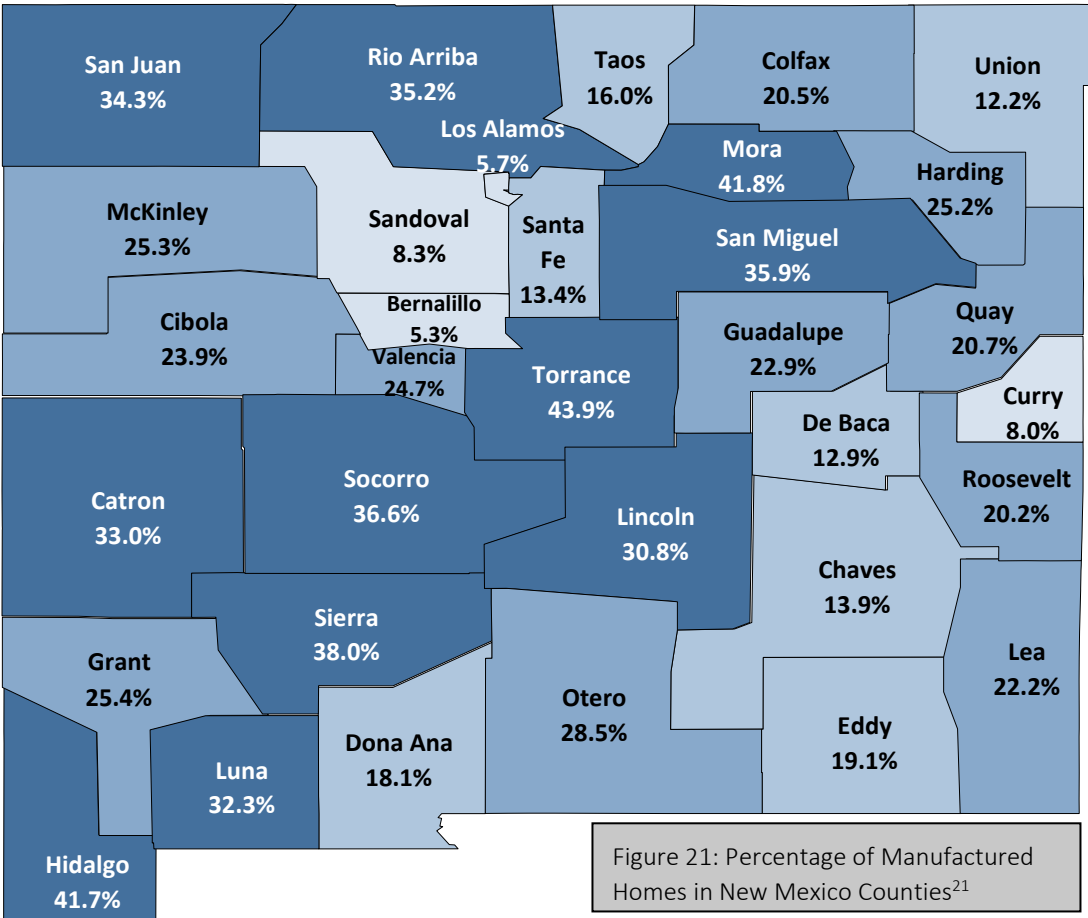 San Juan
34.3%
Rio Arriba
35.2%
Taos
16.0%
Colfax
20.5%
Union
12.2%
Los Alamos
5.7%
Mora
41.8%
Harding
25.2%
McKinley
25.3%
Sandoval
8.3%
Santa
Fe
13.4%
San Miguel
35.9%
Bernalillo
5.3%
Cibola
23.9%
Valencia
24.7%
Torrance
43.9%
Guadalupe
22.9%
Quay
20.7%
Curry
8.0%
De Baca
12.9%
Roosevelt
20.2%
Catron
33.0%
Socorro
36.6%
Lincoln
30.8%
Chaves
13.9%
Sierra
38.0%
Grant
25.4%
Lea
22.2%
Otero
28.5%
Eddy
19.1%
Dona Ana
18.1%
Luna
32.3%
Hidalgo
41.7%
Figure 21: Percentage of Manufactured
Homes in New Mexico Counties21